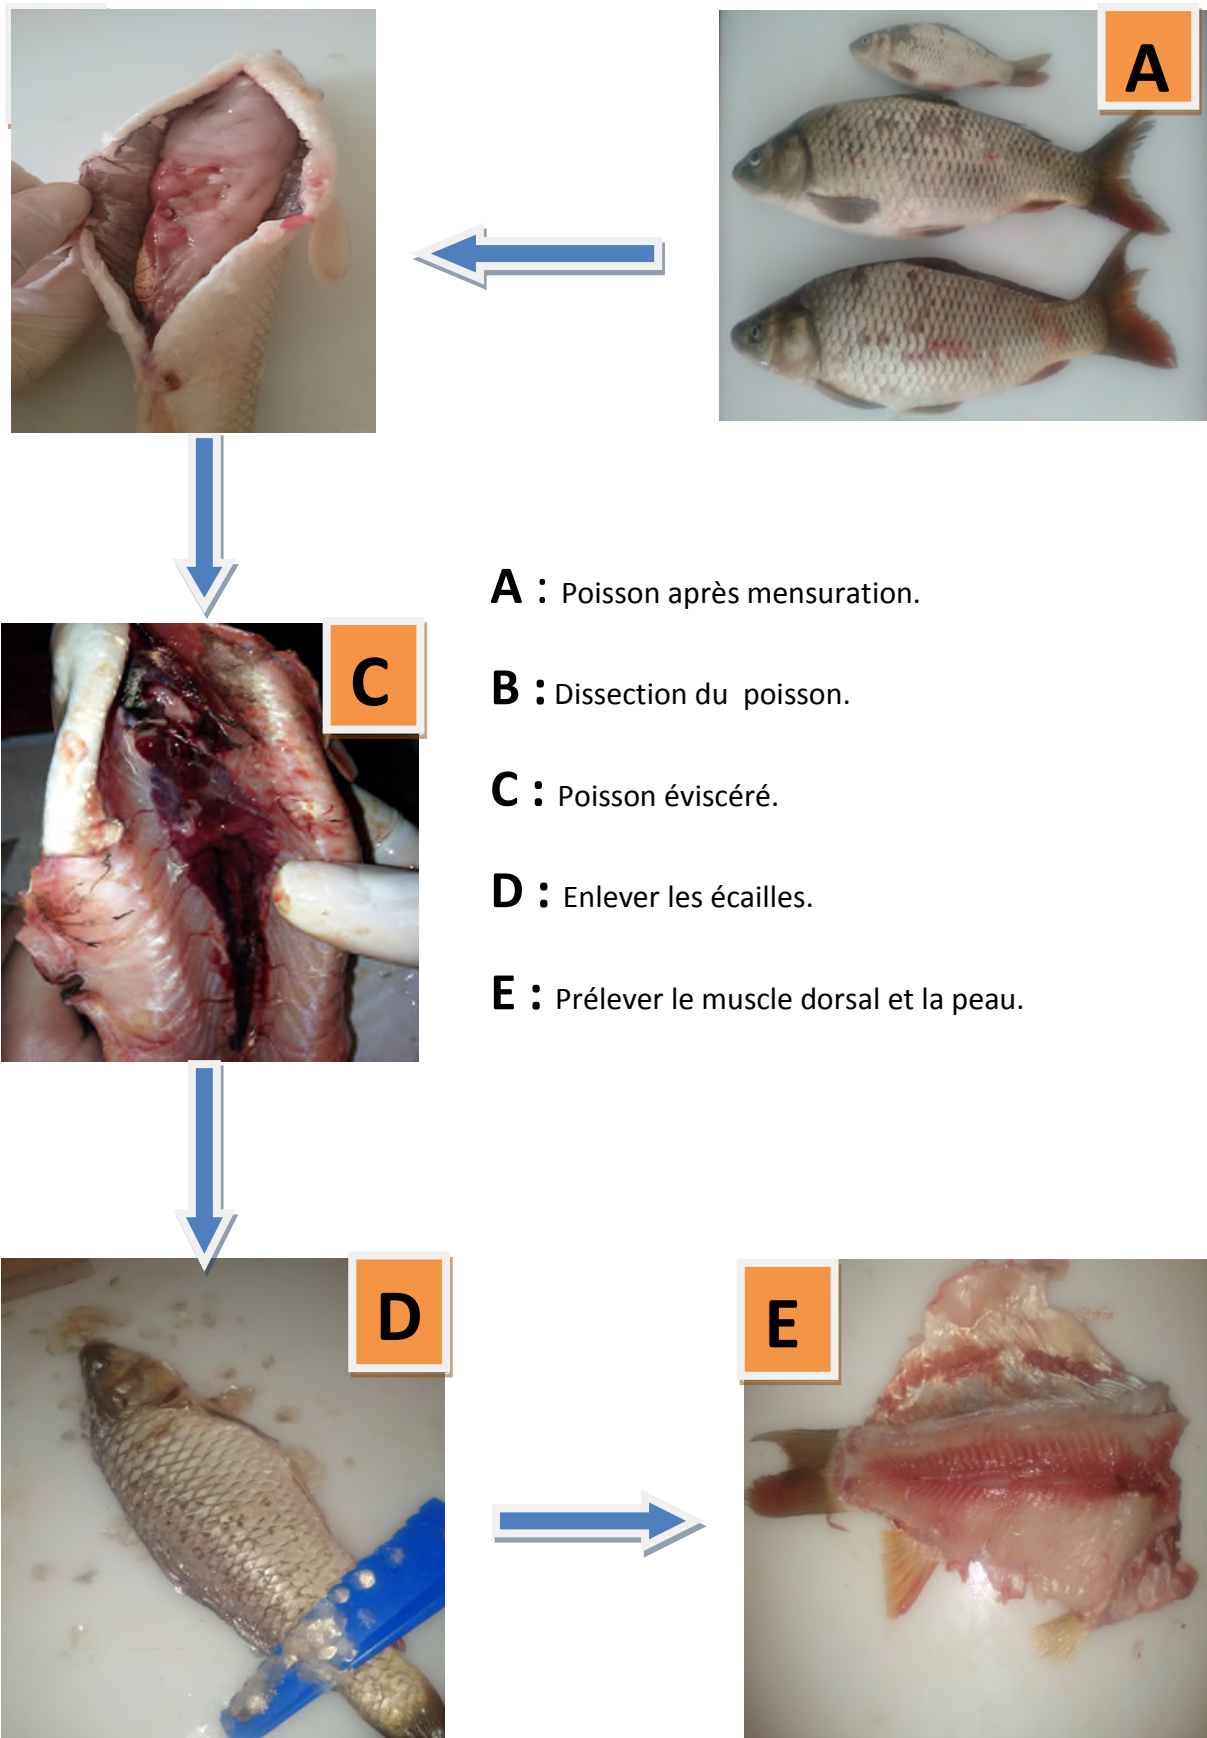 A
C
A : Poisson après mensuration.
B : Dissection du  poisson.
C : Poisson éviscéré.
D : Enlever les écailles.
E : Prélever le muscle dorsal et la peau.
D
E